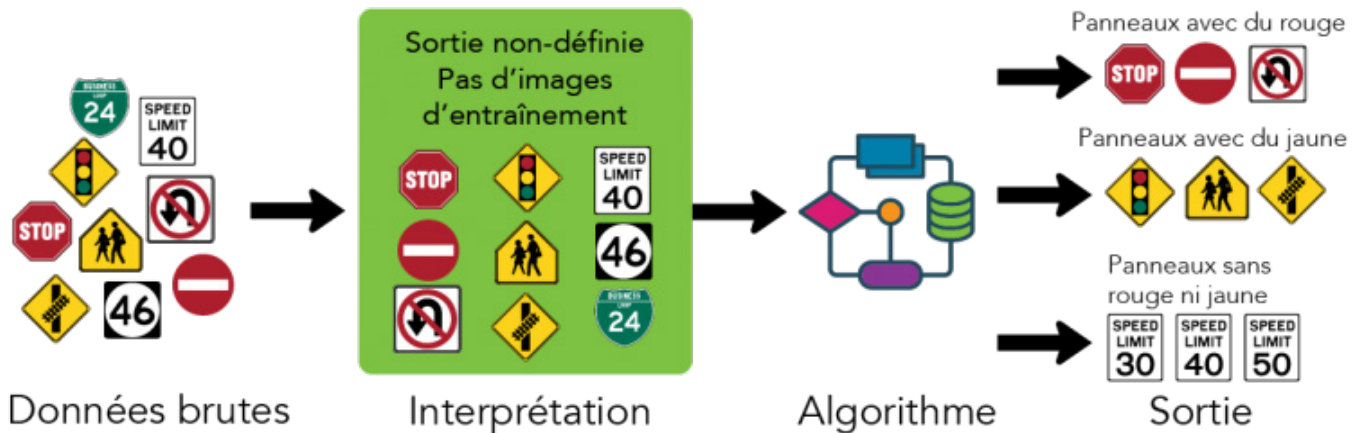 BUSINESS
LOOP
24
SPEED
LIMIT
40
STOP
46
Données brutes
Sortie non-définie
Pas d'images
d'entraînement
STOP
SPEED
LIMIT
40
46
BUSINESS
LOOP
24
Interprétation
Algorithme
Panneaux avec du rouge
STOP
Panneaux avec du jaune
Panneaux sans
rouge ni jaune
SPEED
LIMIT
30
SPEED
LIMIT
40
SPEED
LIMIT
50
Sortie